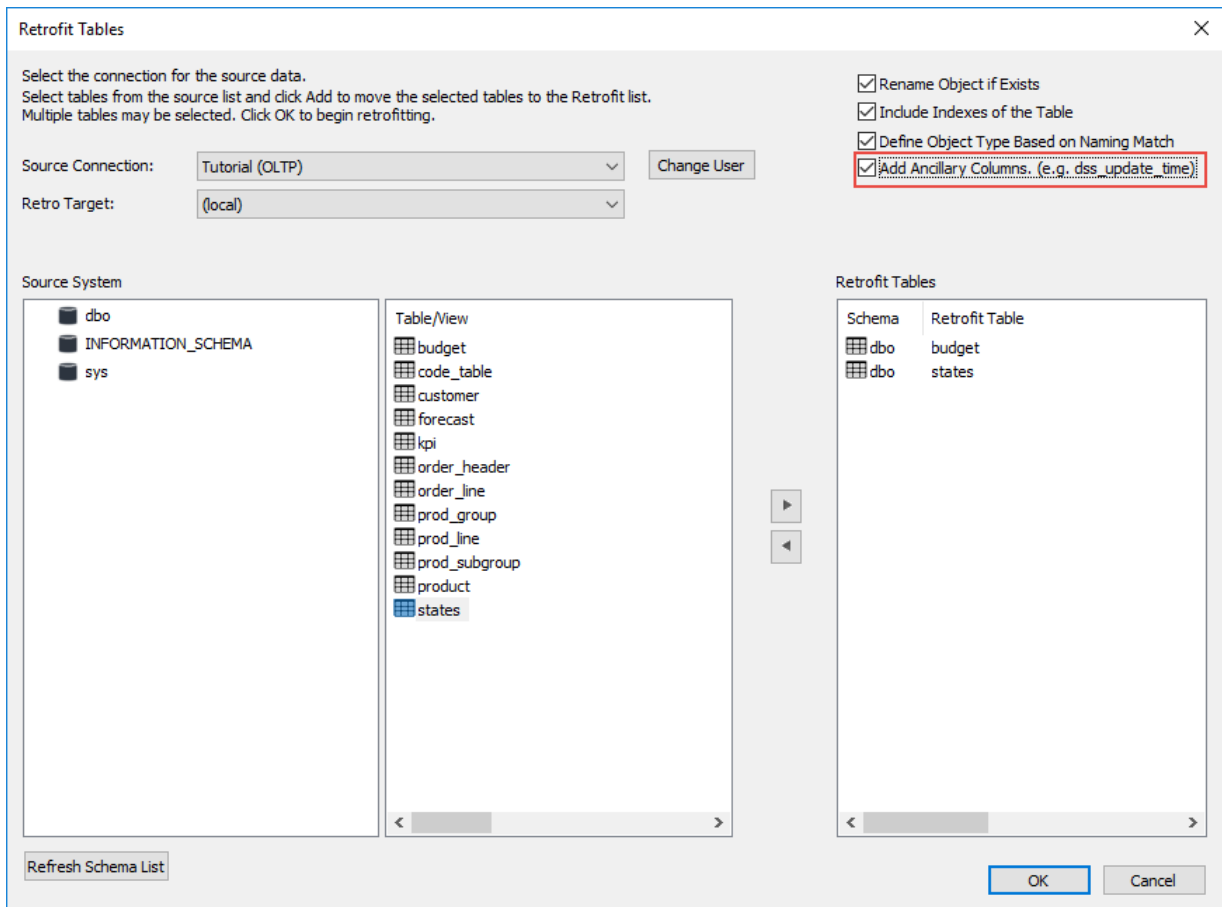 Retrofit Tables
Select the connection for the source data.
Select tables from the source list and click Add to move the selected tables to the Retrofit list.
Multiple tables may be selected. Click OK to begin retrofitting.
Rename Object if Exists
Include Indexes of the Table
Define Object Type Based on Naming Match
Add Ancillary Columns. (e.g. dss_update_time)
Source Connection:
Tutorial (OLTP)
Change User
Retro Target:
(local)
Source System
dbo
INFORMATION_SCHEMA
sys
Table/View
budget
code_table
customer
forecast
kpi
order_header
order_line
prod_group
prod_line
prod_subgroup
product
states
Retrofit Tables
Schema Retrofit Table
dbo budget
dbo states
Refresh Schema List
OK
Cancel